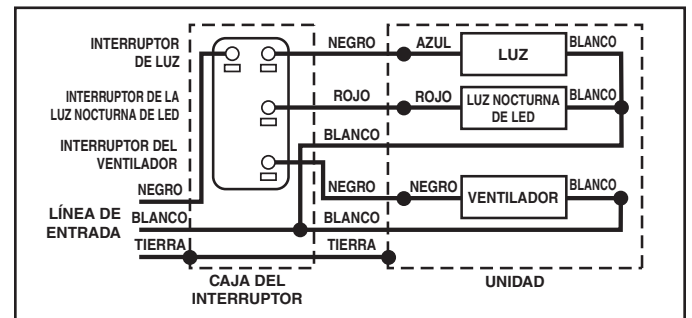 INTERRUPTOR
DE LUZ
NEGRO
AZUL
LUZ
BLANCO
INTERRUPTOR DE LA
LUZ NOCTURNA DE LED
ROJO
ROJO
LUZ NOCTURNA
DE LED
BLANCO
BLANCO
INTERRUPTOR DEL
VENTILADOR
NEGRO
NEGRO
NEGRO
VENTILADOR
BLANCO
LÍNEA DE
ENTRADA
BLANCO
BLANCO
TIERRA
TIERRA
CAJA DEL
INTERRUPTOR
UNIDAD